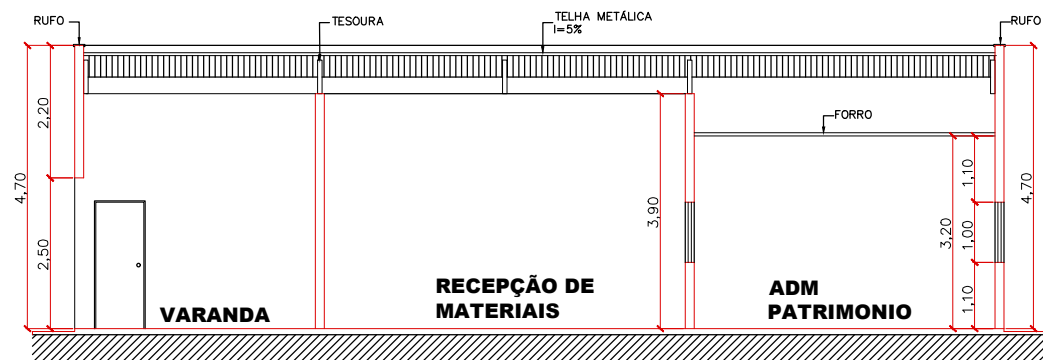 RUFO
TESOURA
TELHA METÁLICA
I=5%
RUFO
2,20
FORRO
4,70
3,90
3,20
1,10
4,70
2,50
1,00
RECEPÇÃO DE
MATERIAIS
ADM
PATRIMONIO
VARANDA
1,10